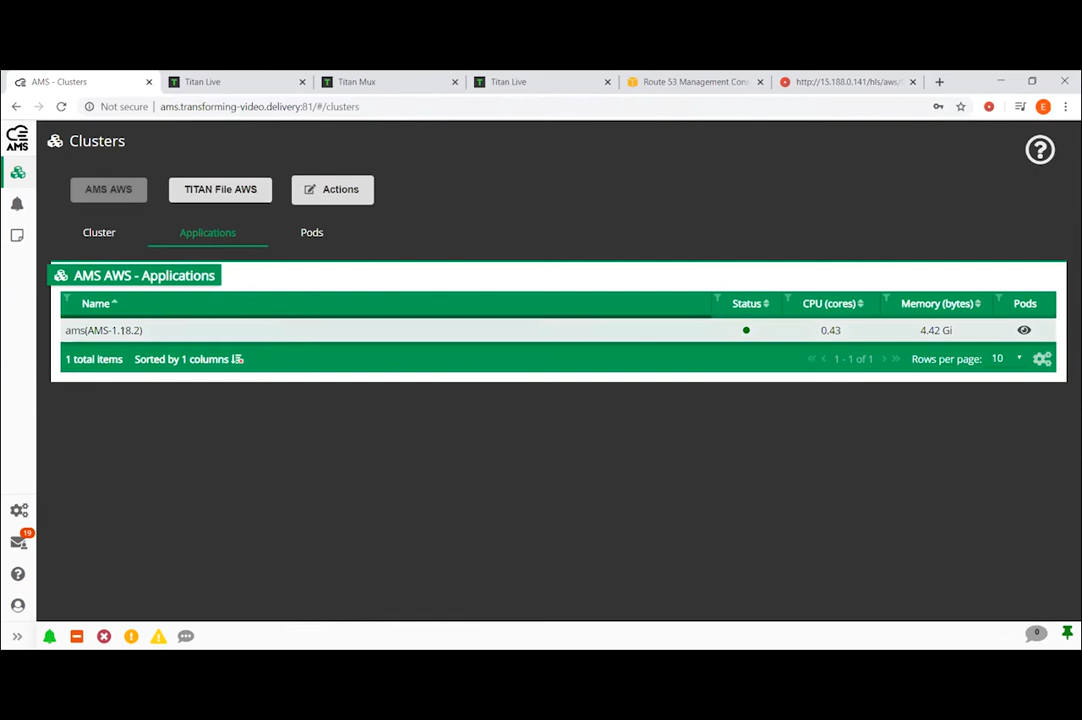 AMS - Clusters
Titan Live
Titan Mux
Titan Live
Route 53 Management Con
http://15.188.0.141/hls/aws/
Not secure
ams.transforming-video.delivery:81/#/clusters
E
AMS
Clusters
AMS AWS
TITAN File AWS
Actions
Cluster
Applications
Pods
AMS AWS - Applications
Name
Status
CPU (cores)
Memory (bytes)
Pods
ams(AMS-1.18.2)
0.43
4.42 Gi
1 total items
Sorted by 1 columns
1 - 1 of 1
Rows per page:
10
19
0